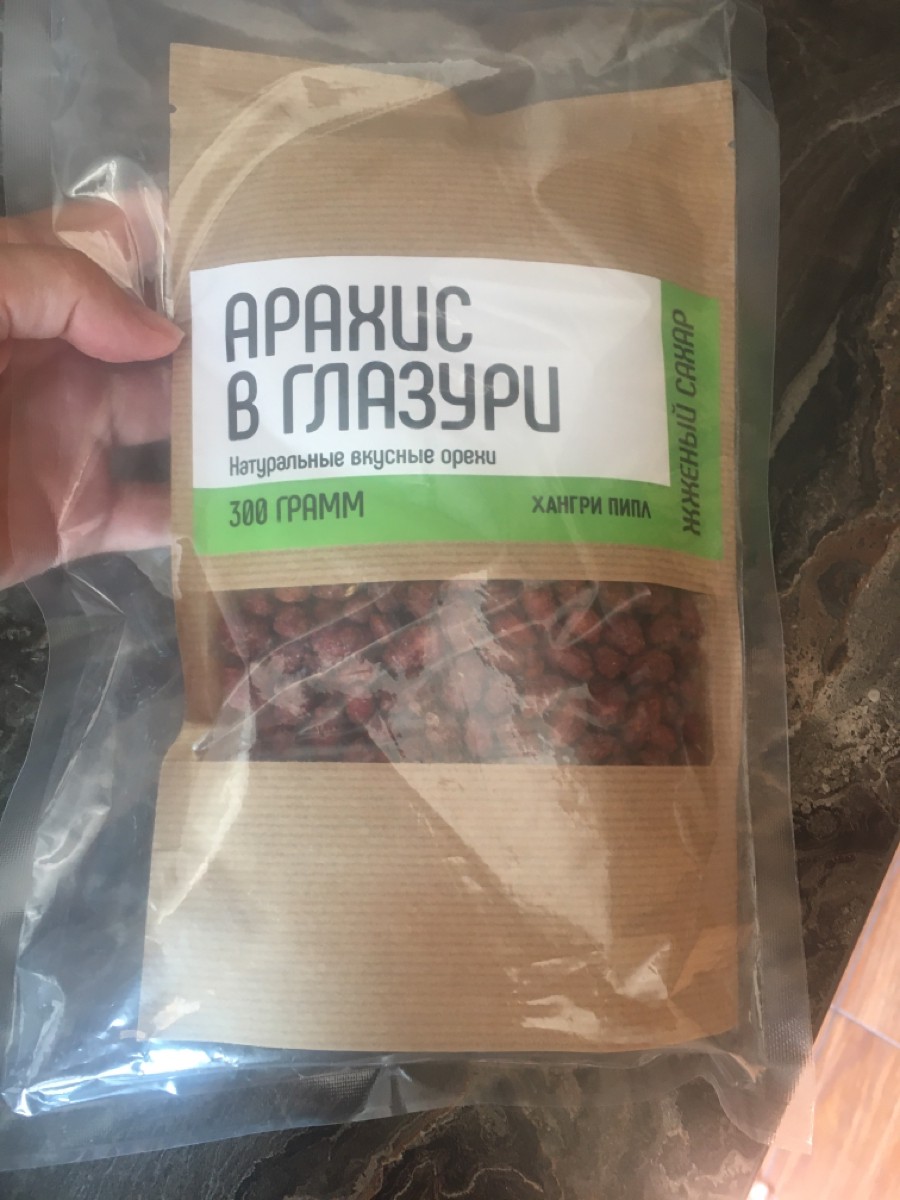 АРАХИС
В ГЛАЗУРИ
Натуральные вкусные орехи
300 ГРАММ
ХАНГРИ ПИПЛ
ЖЖЕНЫЙ САХАР